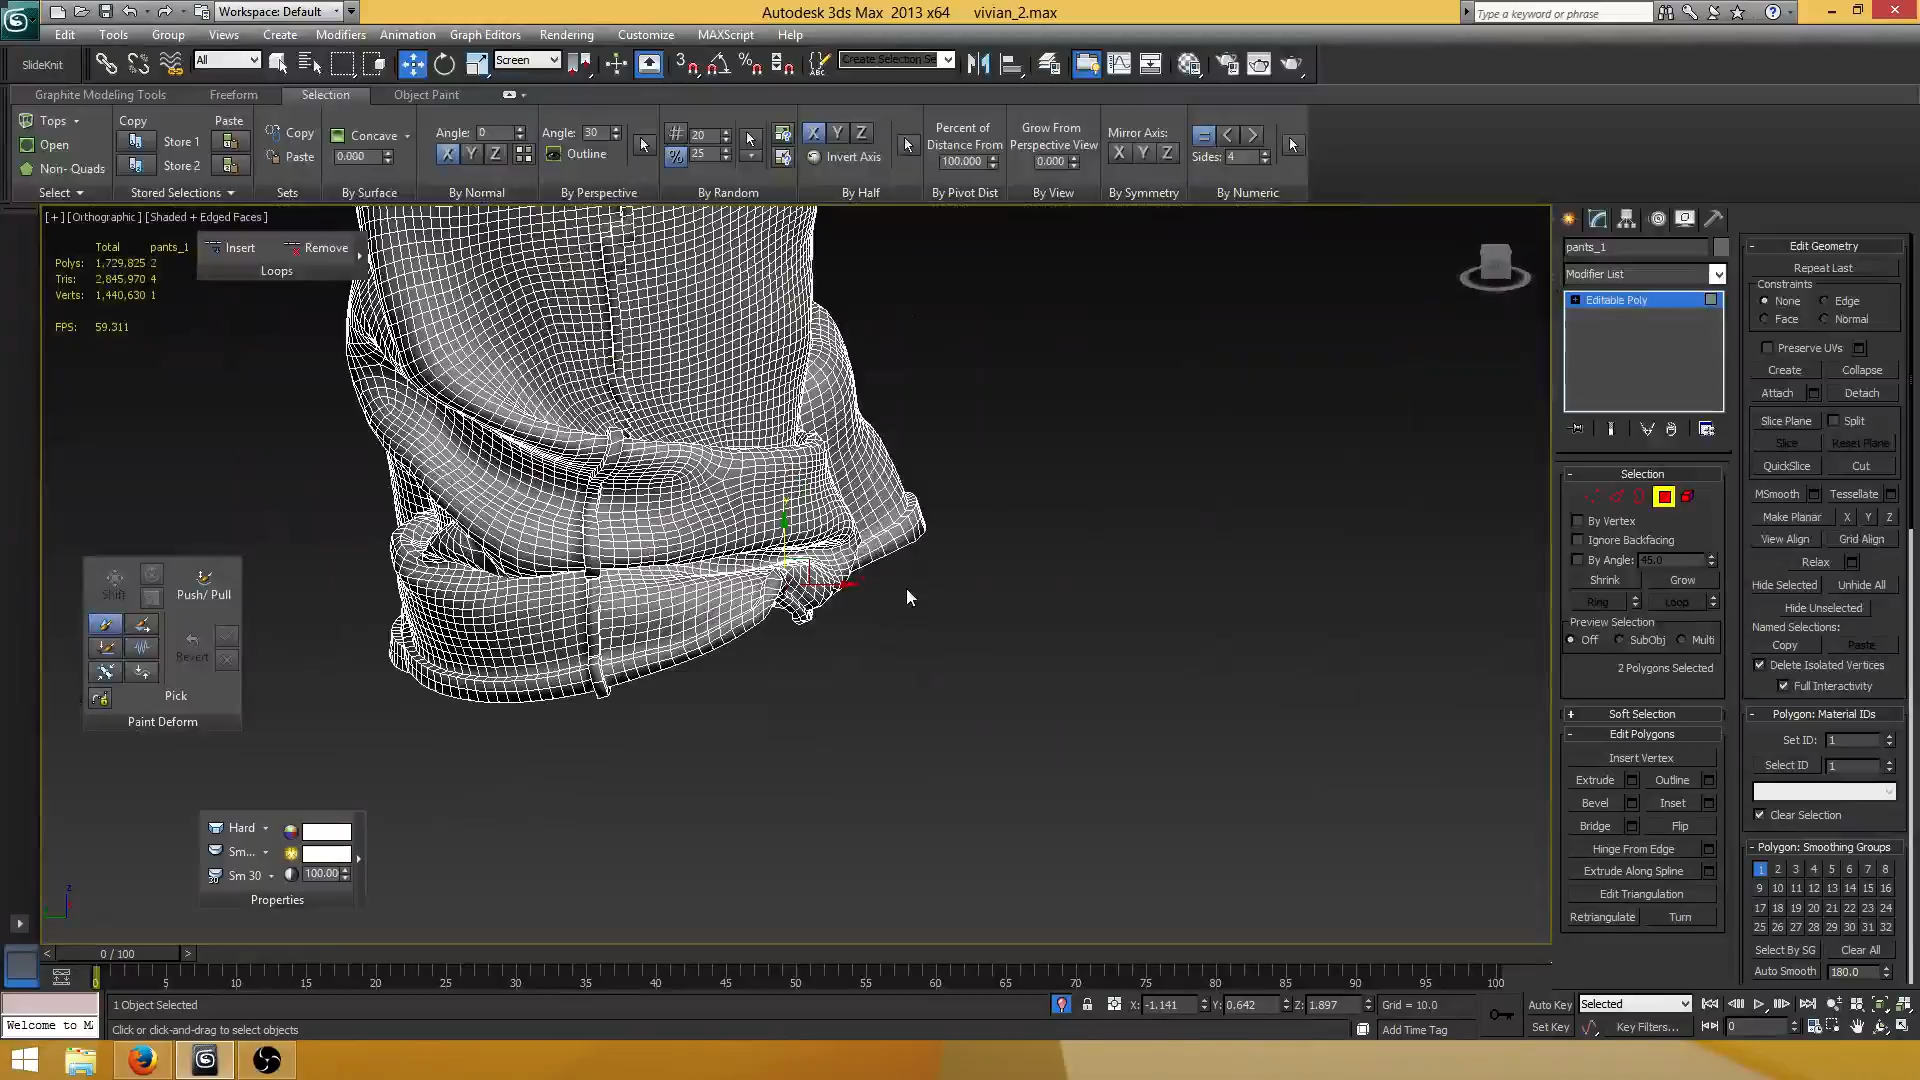 Workspace: Default
Autodesk 3ds Max 2013 x64 vivian_2.max
Type a keyword or phrase
Edit Tools Group Views Create Modifiers Animation Graph Editors Rendering Customize MAXScript Help
SlideKnit
All
Screen
Create Selection Se
Graphite Modeling Tools Freeform Selection Object Paint
Tops
Open
Non- Quads
Select
Copy Paste
Store 1
Store 2
Stored Selections
Copy
Paste
Sets
Concave
0.000
By Surface
Angle: 0
X Y Z
By Normal
Angle: 30
Outline
By Perspective
# 20
% 25
By Random
X Y Z
Invert Axis
By Half
Percent of
Distance From
100.000
By Pivot Dist
Grow From
Perspective View
0.000
By View
Mirror Axis:
X Y Z
By Symmetry
= < >
Sides: 4
By Numeric
[+] [Orthographic] [Shaded + Edged Faces]
Total pants_1
Polys: 1,729,825 2
Tris: 2,845,970 4
Verts: 1,440,630 1
FPS: 59.311
Insert Remove
Loops
Shift
Push/ Pull
Revert
Pick
Paint Deform
Hard
Sm...
Sm 30 100.00
Properties
pants_1
Modifier List
Editable Poly
Selection
By Vertex
Ignore Backfacing
By Angle: 45.0
Shrink Grow
Ring Loop
Preview Selection
Off SubObj Multi
2 Polygons Selected
Soft Selection
Edit Polygons
Insert Vertex
Extrude Outline
Bevel Inset
Bridge Flip
Hinge From Edge
Extrude Along Spline
Edit Triangulation
Retriangulate Turn
Edit Geometry
Repeat Last
Constraints
None Edge
Face Normal
Preserve UVs
Create Collapse
Attach Detach
Slice Plane Split
Slice Reset Plane
QuickSlice Cut
MSmooth Tessellate
Make Planar X Y Z
View Align Grid Align
Relax
Hide Selected Unhide All
Hide Unselected
Named Selections:
Copy Paste
Delete Isolated Vertices
Full Interactivity
Polygon: Material IDs
Set ID: 1
Select ID 1
Clear Selection
Polygon: Smoothing Groups
1 2 3 4 5 6 7 8
9 10 11 12 13 14 15 16
17 18 19 20 21 22 23 24
25 26 27 28 29 30 31 32
Select By SG Clear All
Auto Smooth 180.0
0 / 100
0 5 10 15 20 25 30 35 40 45 50 55 60 65 70 75 80 85 90 95 100
1 Object Selected
X: -1.141 Y: 0.642 Z: 1.897 Grid = 10.0
Auto Key Selected
Welcome to M
Click or click-and-drag to select objects
Add Time Tag
Set Key Key Filters... 0